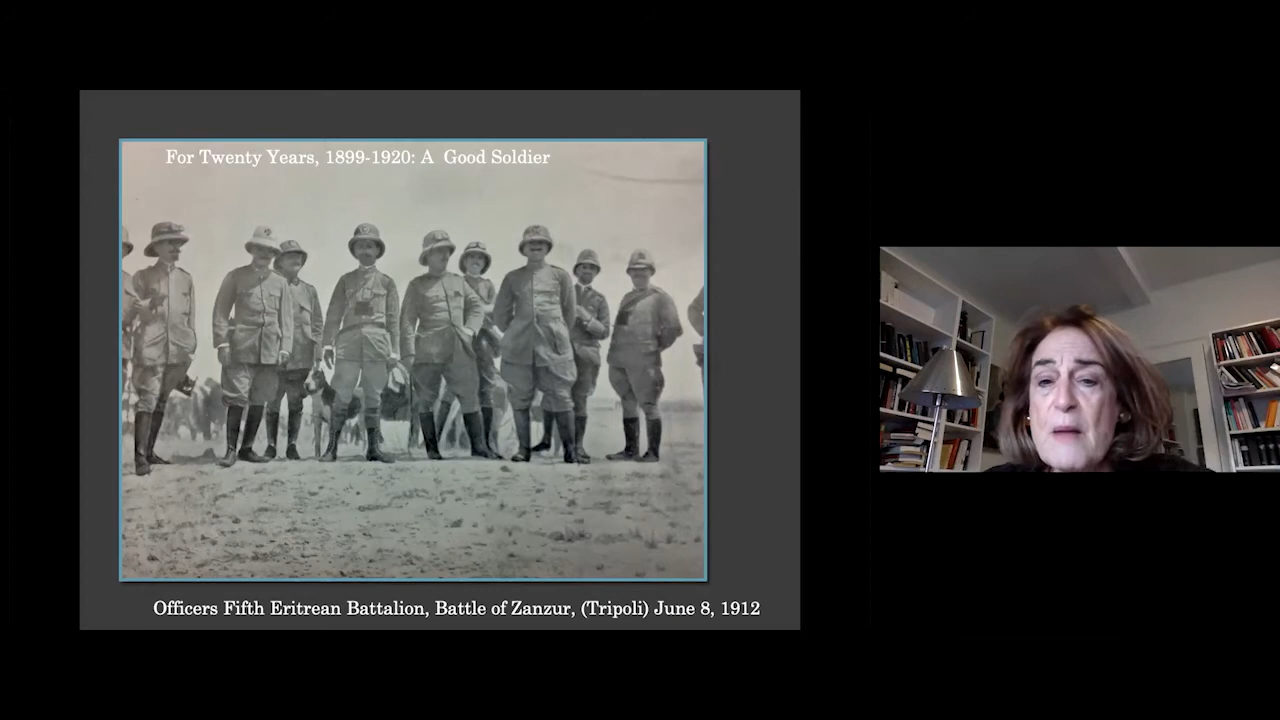 For Twenty Years, 1899-1920: A Good Soldier
Officers Fifth Eritrean Battalion, Battle of Zanzur, (Tripoli) June 8, 1912